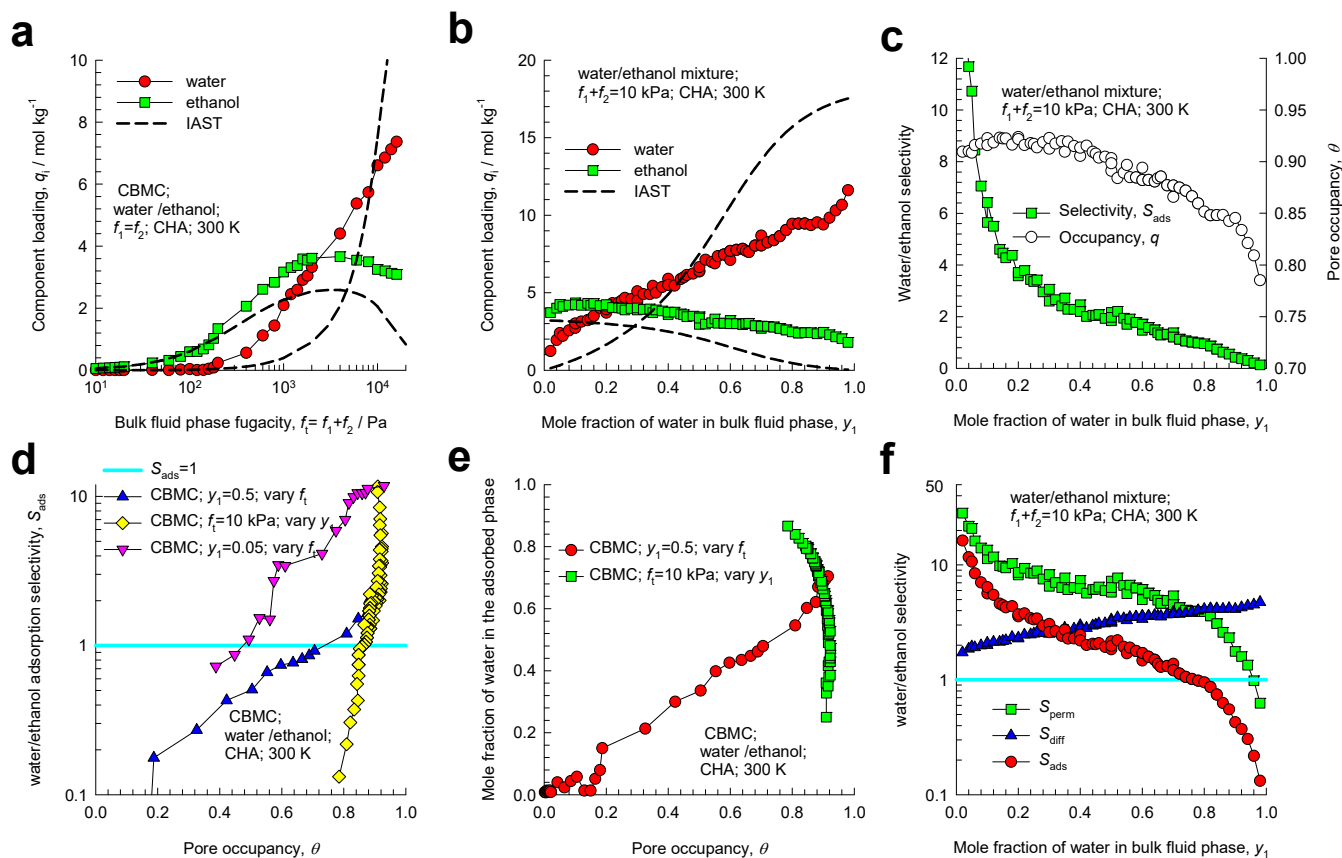 a
10
8
6
4
2
0
Component loading, qᵢ / mol kg⁻¹
water
ethanol
IAST
CBMC;
water /ethanol;
f₁=f₂; CHA; 300 K
10¹
10²
10³
10⁴
Bulk fluid phase fugacity, fₜ= f₁+f₂ / Pa
b
20
15
10
5
0
Component loading, qᵢ / mol kg⁻¹
water/ethanol mixture;
f₁+f₂=10 kPa; CHA; 300 K
water
ethanol
IAST
0.0
0.2
0.4
0.6
0.8
1.0
Mole fraction of water in bulk fluid phase, y₁
c
12
10
8
6
4
2
0
Water/ethanol selectivity
water/ethanol mixture;
f₁+f₂=10 kPa; CHA; 300 K
Selectivity, S_ads
Occupancy, q
1.00
0.95
0.90
0.85
0.80
0.75
0.70
Pore occupancy, θ
0.0
0.2
0.4
0.6
0.8
1.0
Mole fraction of water in bulk fluid phase, y₁
d
S_ads=1
CBMC; y₁=0.5; vary fₜ
CBMC; fₜ=10 kPa; vary y₁
CBMC; y₁=0.05; vary fₜ
10
1
0.1
water/ethanol adsorption selectivity, S_ads
CBMC;
water /ethanol;
CHA; 300 K
0.0
0.2
0.4
0.6
0.8
1.0
Pore occupancy, θ
e
1.0
0.8
0.6
0.4
0.2
0.0
Mole fraction of water in the adsorbed phase
CBMC; y₁=0.5; vary fₜ
CBMC; fₜ=10 kPa; vary y₁
CBMC;
water /ethanol;
CHA; 300 K
0.0
0.2
0.4
0.6
0.8
1.0
Pore occupancy, θ
f
50
10
1
0.1
water/ethanol selectivity
water/ethanol mixture;
f₁+f₂=10 kPa; CHA; 300 K
S_perm
S_diff
S_ads
0.0
0.2
0.4
0.6
0.8
1.0
Mole fraction of water in bulk fluid phase, y₁